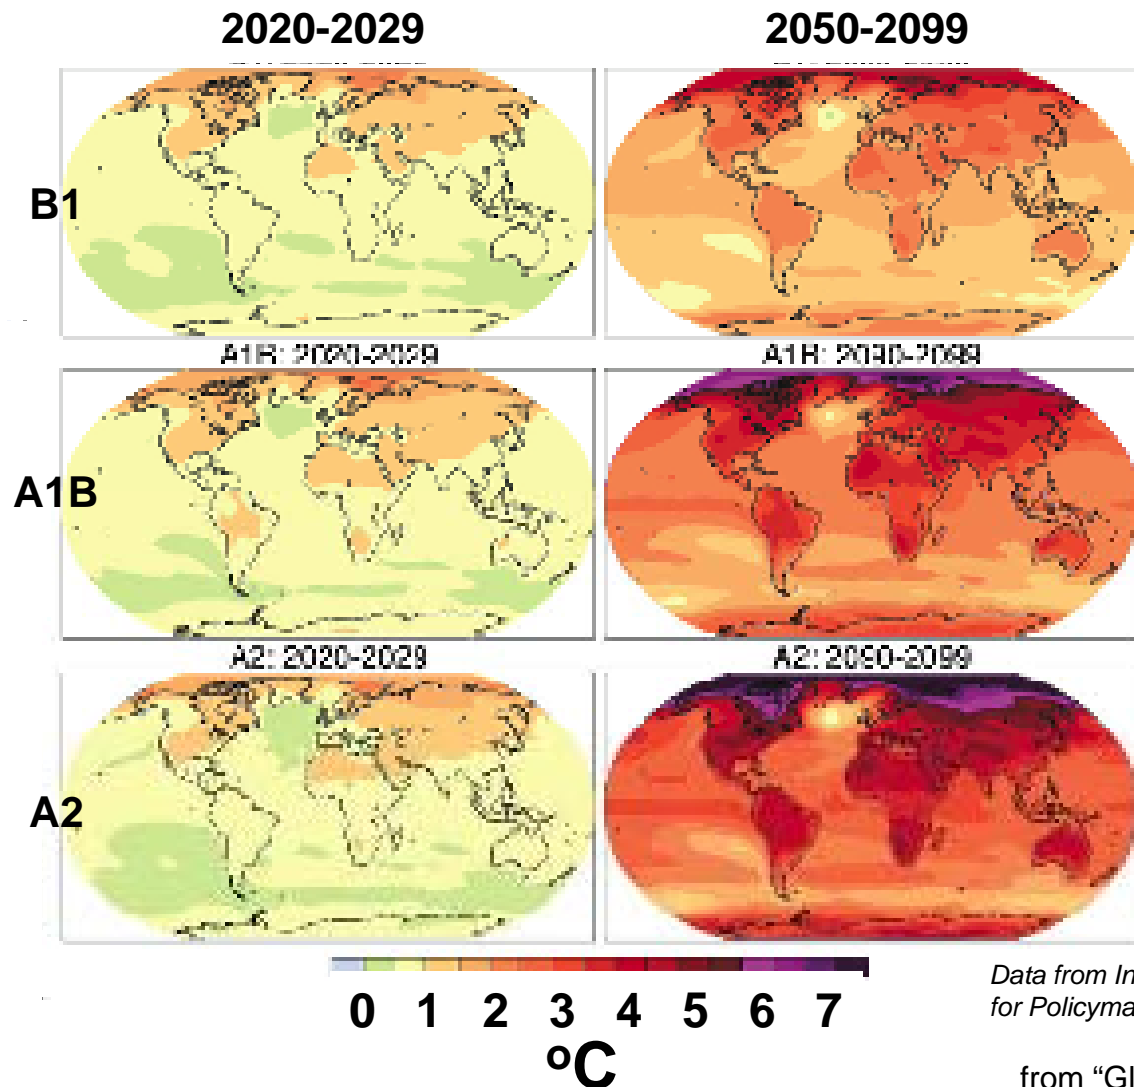 2020-2029 2050-2099
B1
A1B: 2020-2029 A1B: 2090-2099
A1B
A2: 2020-2029 A2: 2090-2099
A2
0 1 2 3 4 5 6 7
ºC
Data from In
for Policyma
from “Gl